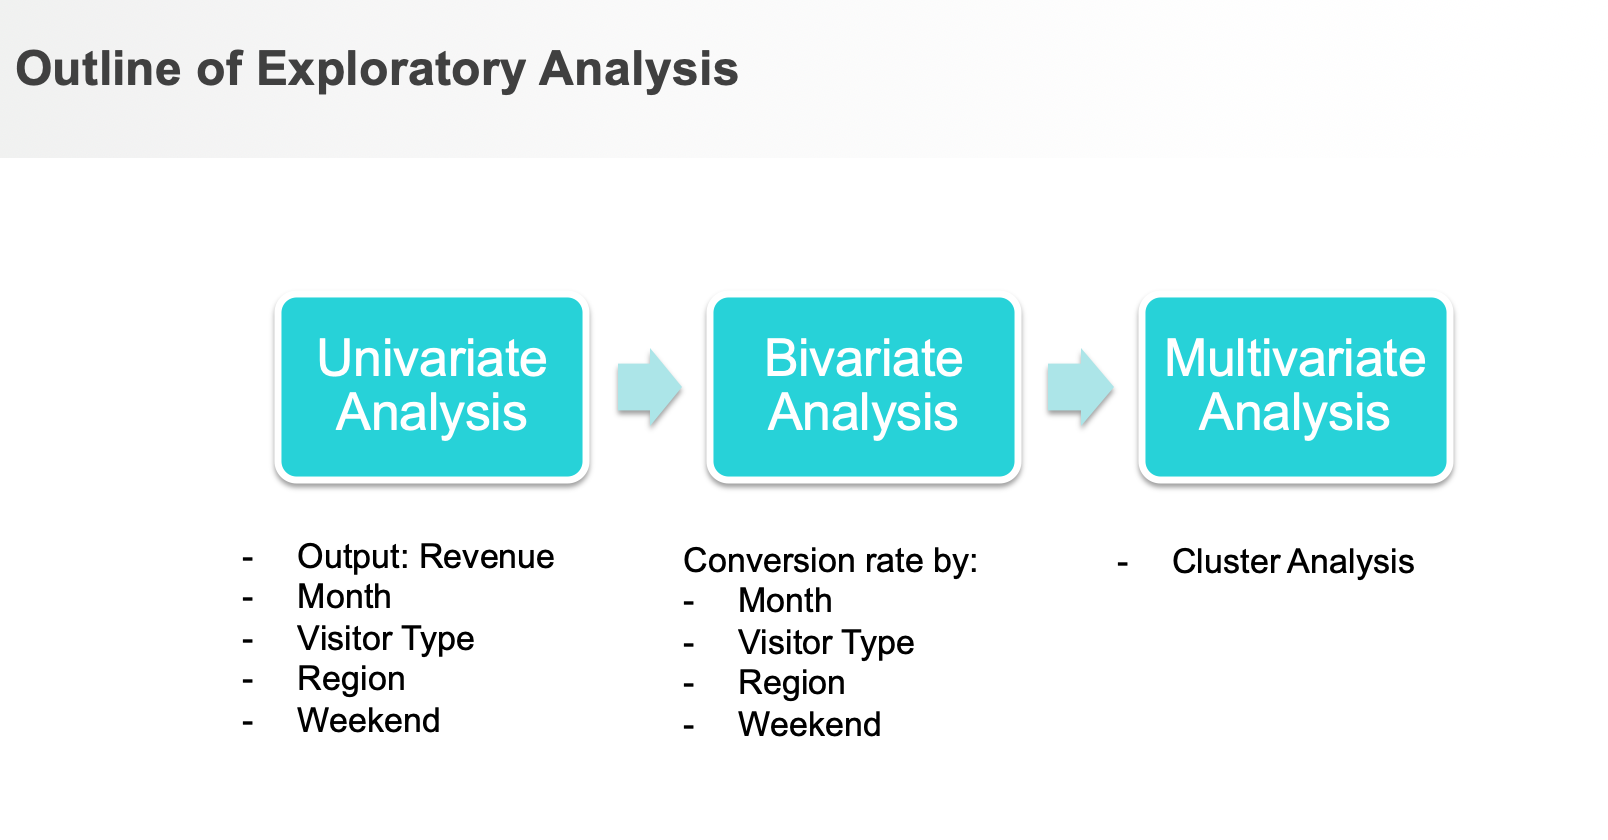 Outline of Exploratory Analysis
Univariate
Analysis
Bivariate
Analysis
Multivariate
Analysis
- Output: Revenue
- Month
- Visitor Type
- Region
- Weekend
Conversion rate by:
- Month
- Visitor Type
- Region
- Weekend
- Cluster Analysis